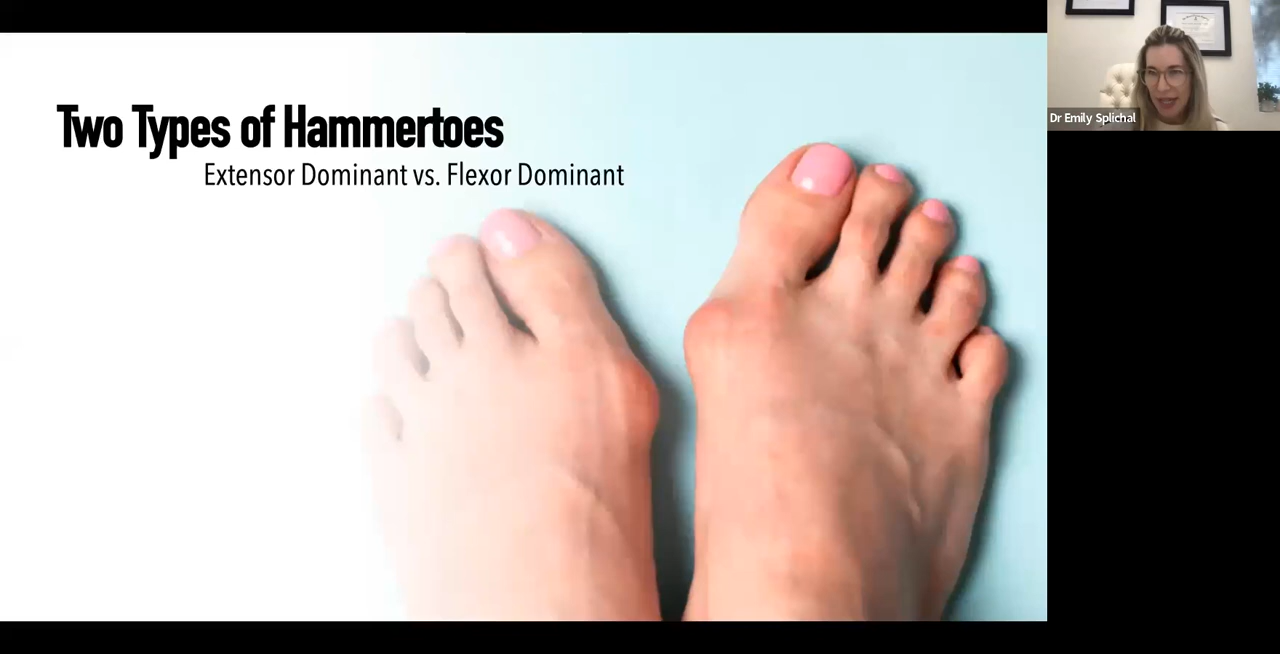 Two Types of Hammertoes
Extensor Dominant vs. Flexor Dominant
Dr Emily Splichal